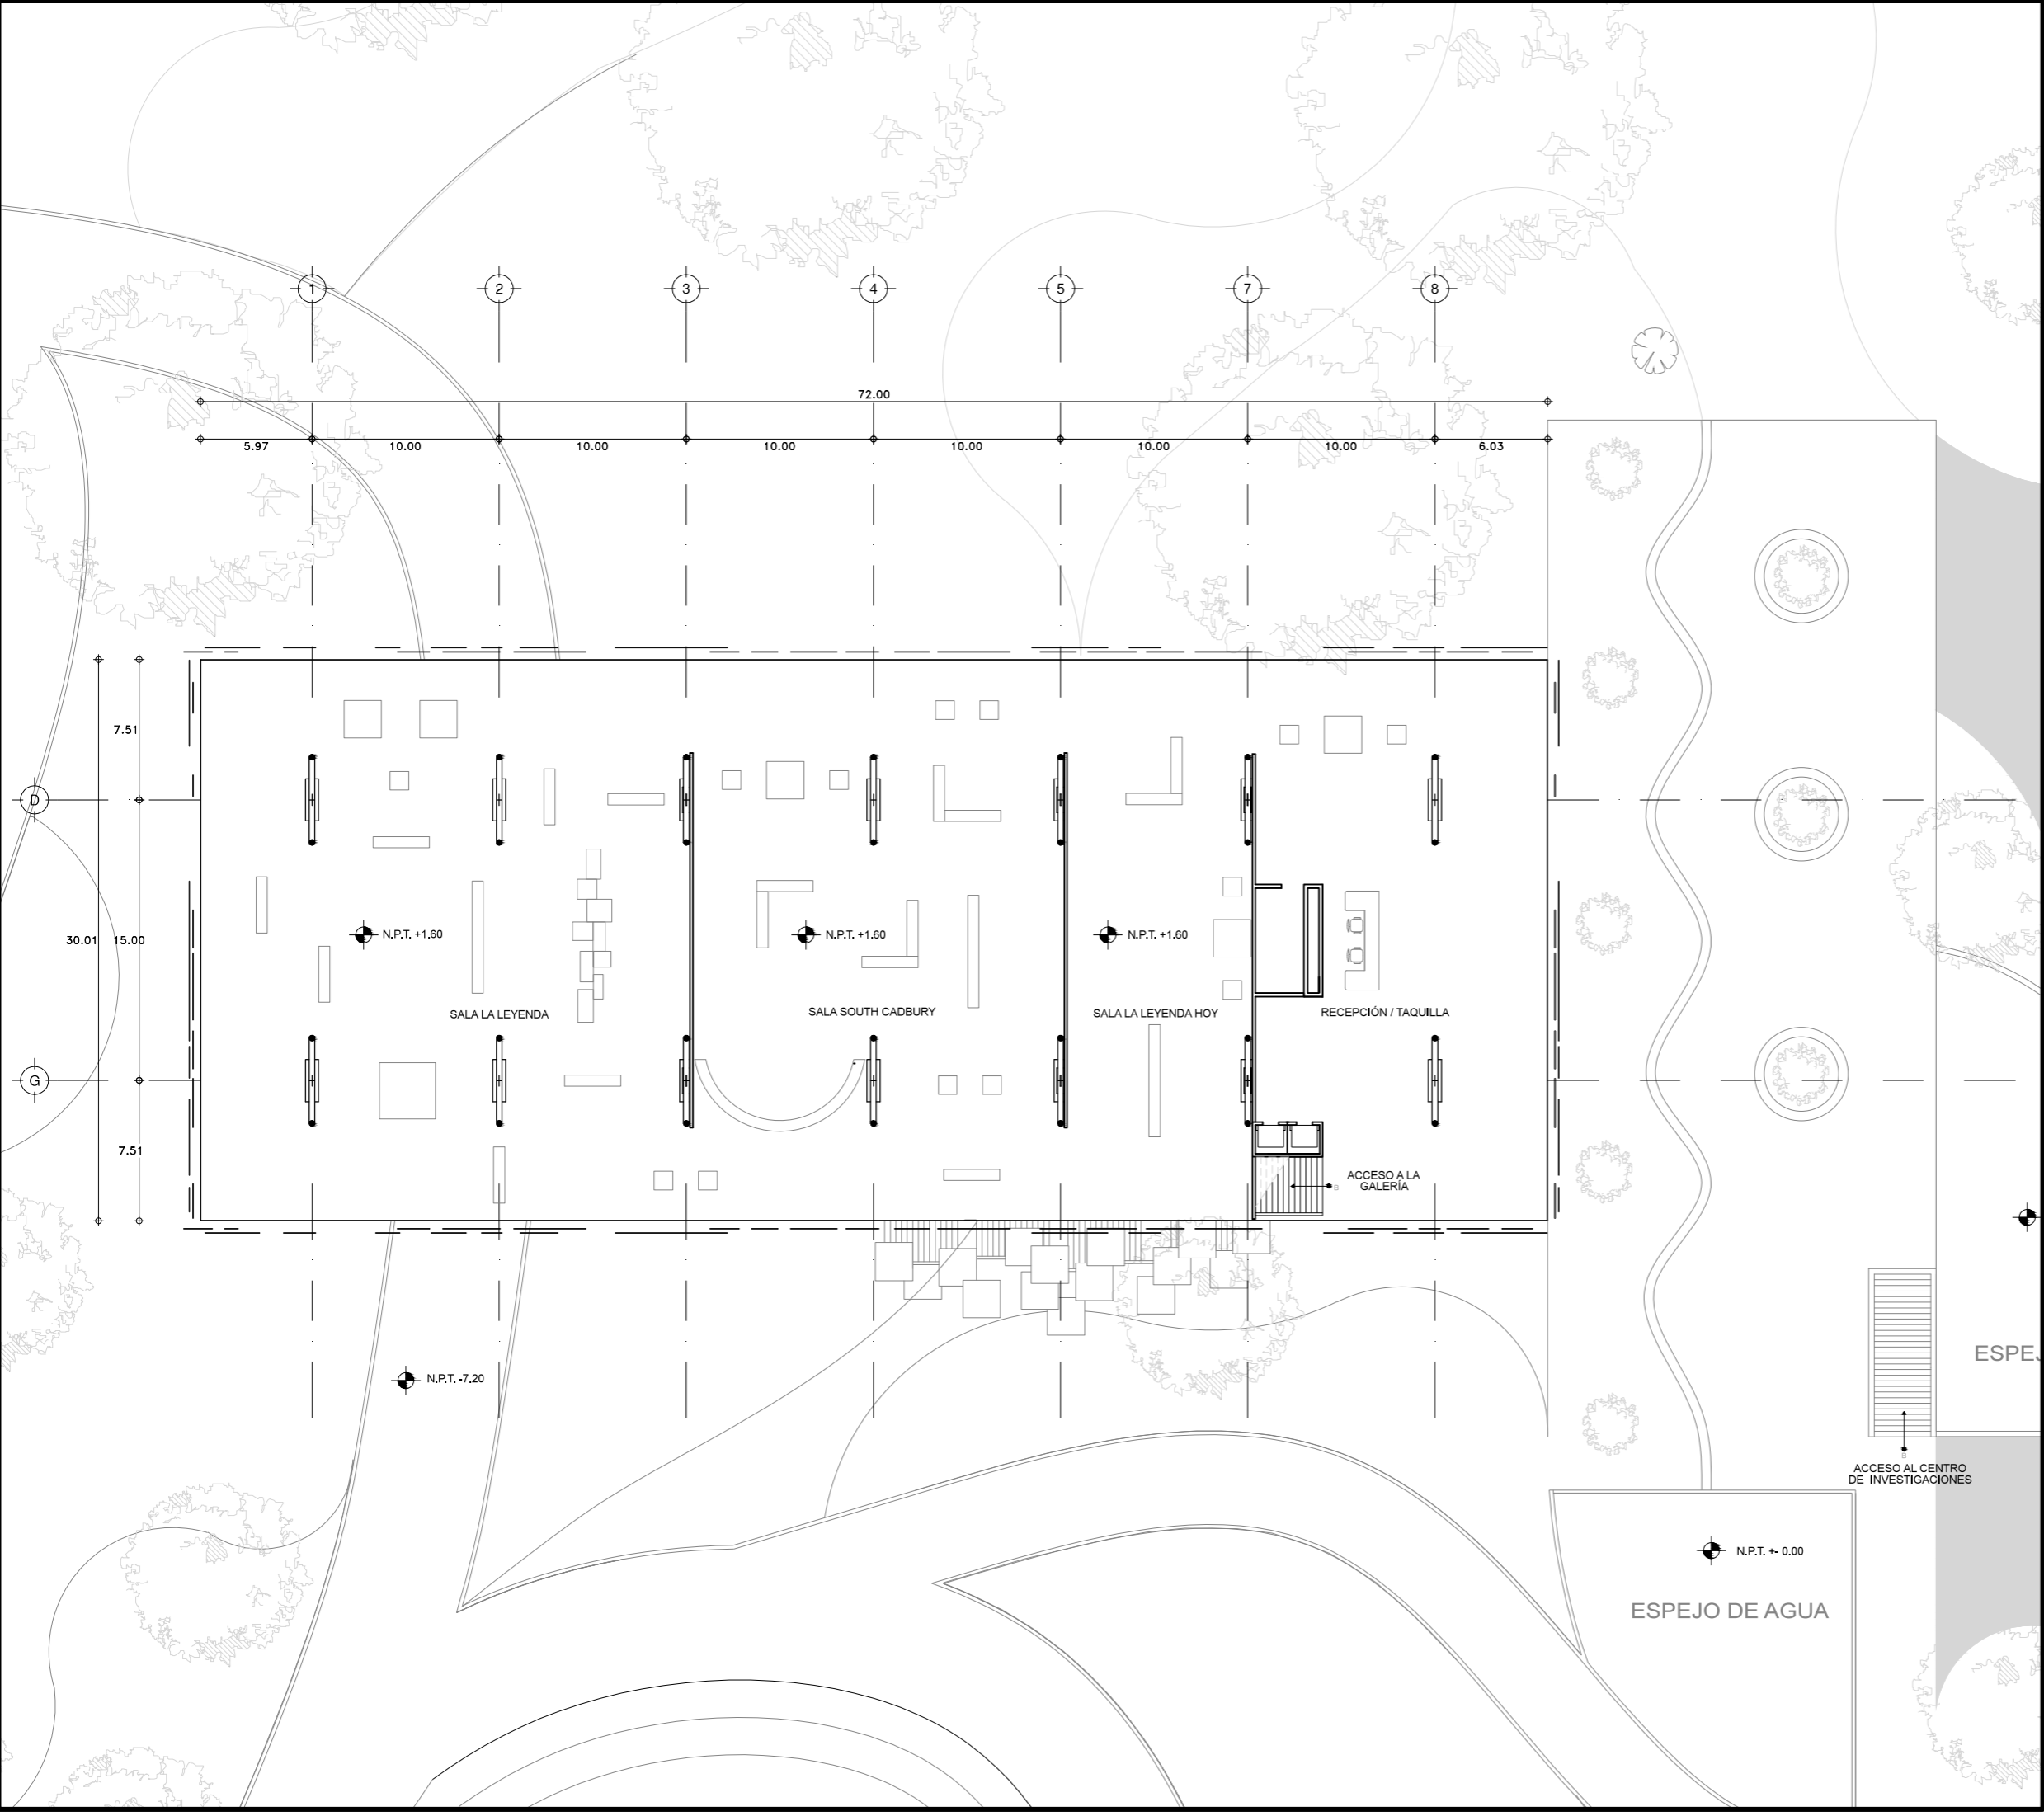 1 2 3 4 5 7 8
72.00
5.97 10.00 10.00 10.00 10.00 10.00 10.00 6.03
7.51
D
30.01 15.00
N.P.T. +1.60 N.P.T. +1.60 N.P.T. +1.60
SALA LA LEYENDA SALA SOUTH CADBURY SALA LA LEYENDA HOY RECEPCIÓN / TAQUILLA
G
7.51
ACCESO A LA
GALERÍA
N.P.T. -7.20
ESPEJ
ACCESO AL CENTRO
DE INVESTIGACIONES
N.P.T. +- 0.00
ESPEJO DE AGUA